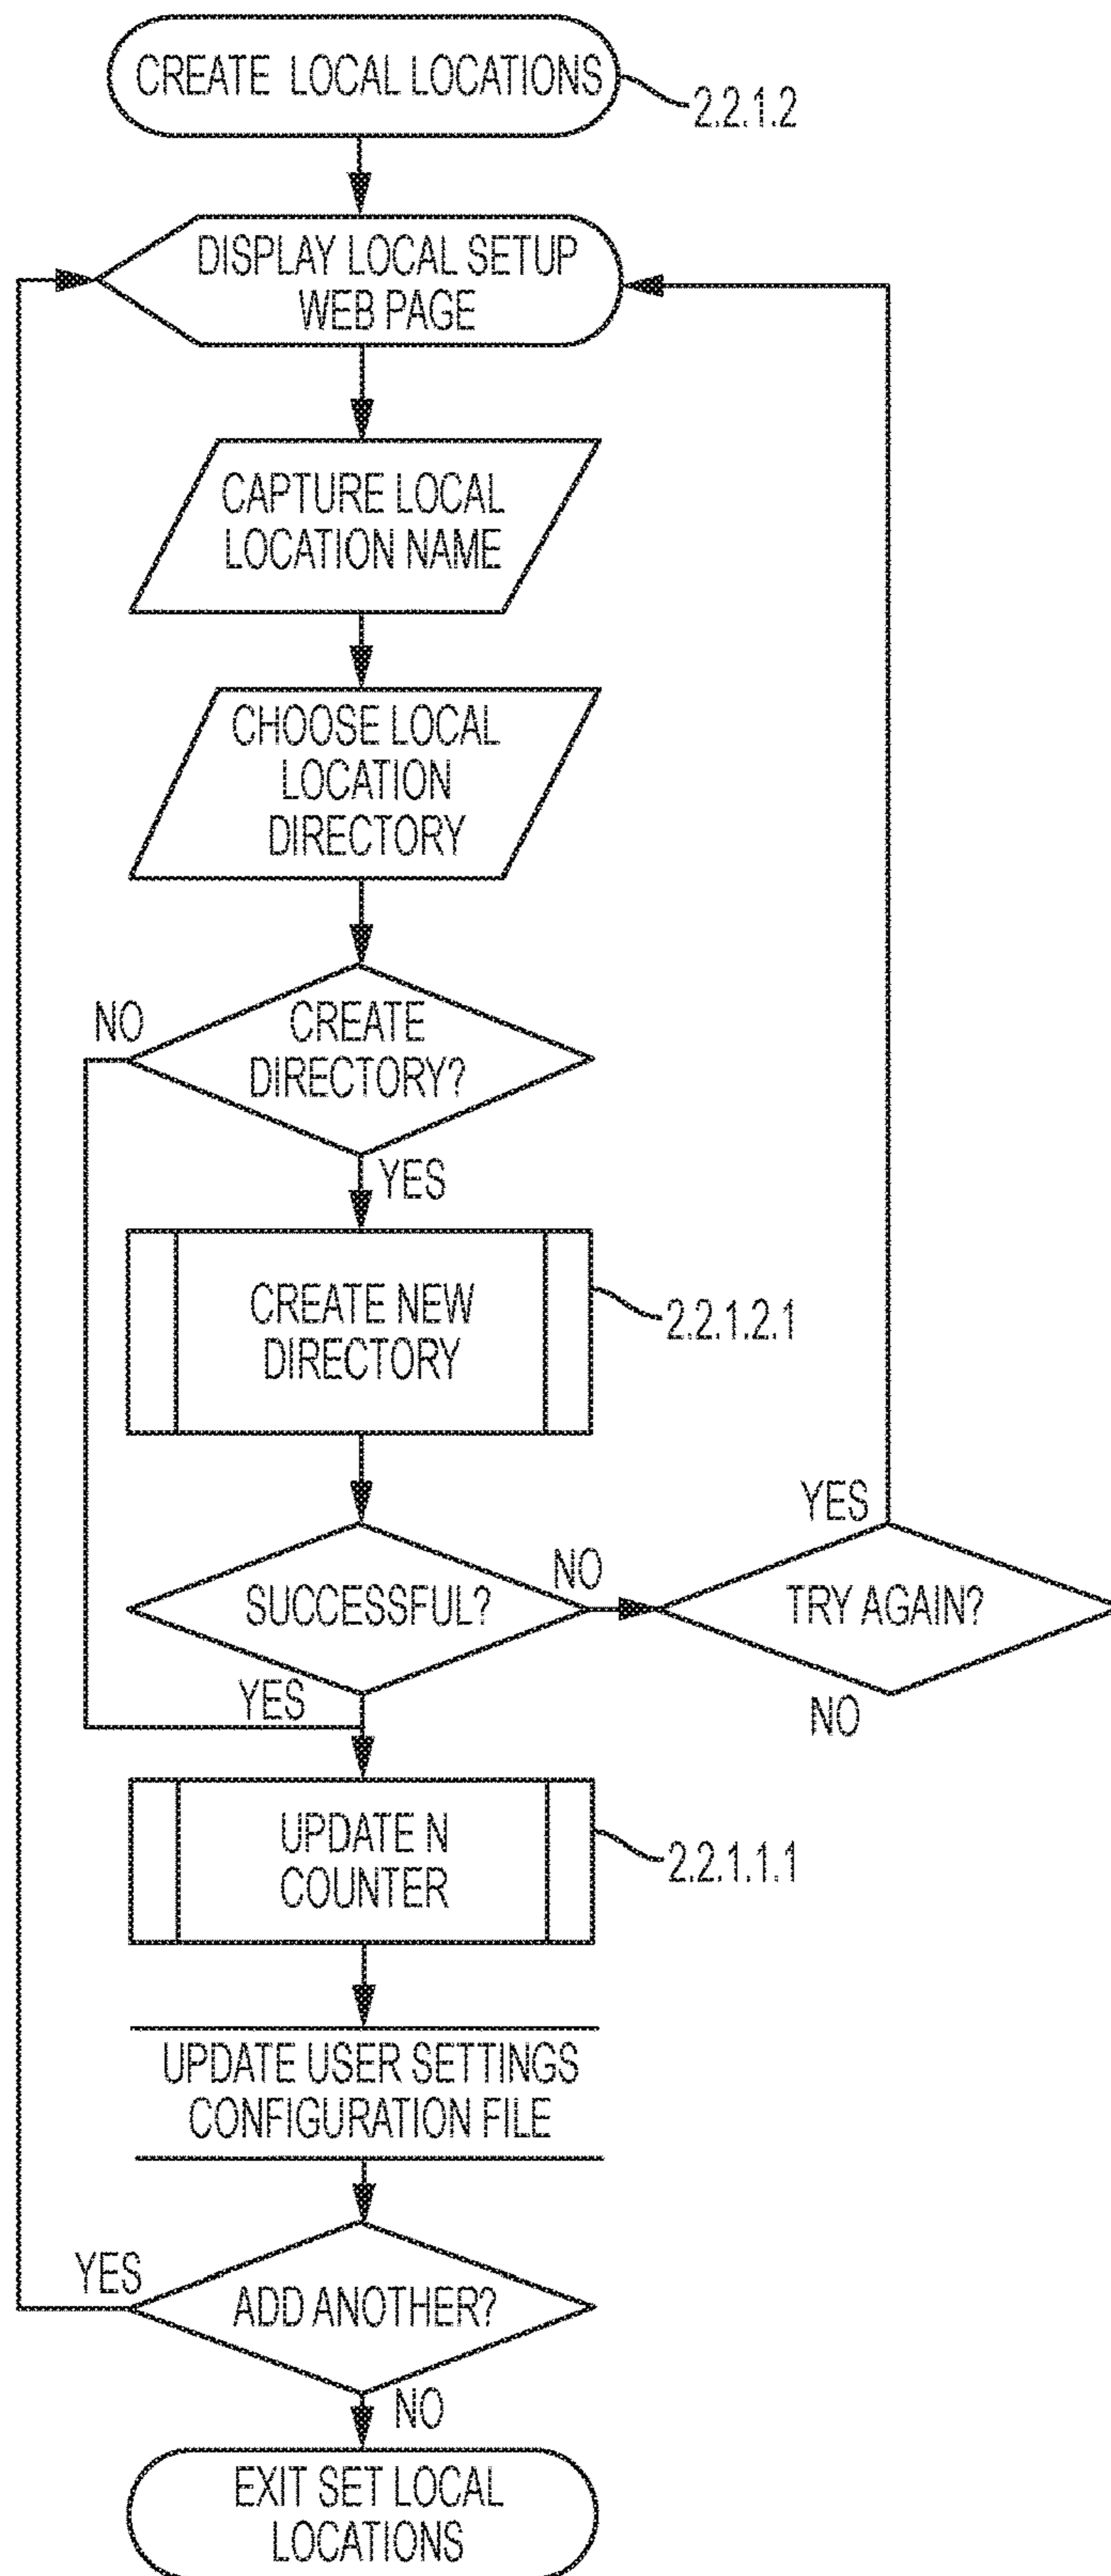 CREATE LOCAL LOCATIONS
2.2.1.2
DISPLAY LOCAL SETUP
WEB PAGE
CAPTURE LOCAL
LOCATION NAME
CHOOSE LOCAL
LOCATION
DIRECTORY
NO
CREATE
DIRECTORY?
YES
CREATE NEW
DIRECTORY
2.2.1.2.1
YES
NO
SUCCESSFUL?
TRY AGAIN?
YES
NO
UPDATE N
COUNTER
2.2.1.1.1
UPDATE USER SETTINGS
CONFIGURATION FILE
YES
ADD ANOTHER?
NO
EXIT SET LOCAL
LOCATIONS